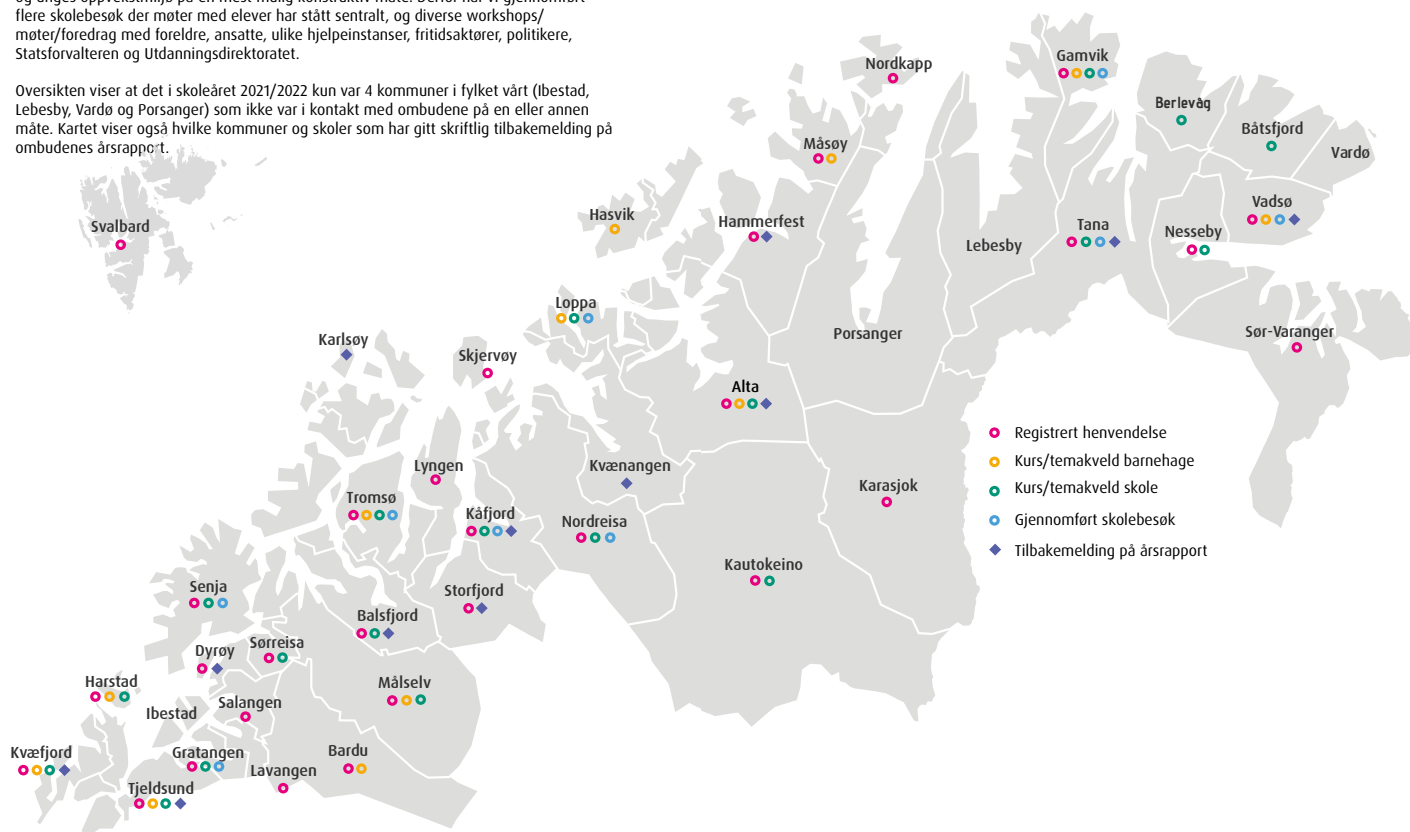 og unges oppvekstmiljø på en mest mulig konstruktiv måte. Derfor har vi gjennomført
flere skolebesøk der møter med elever har stått sentralt, og diverse workshops/
møter/foredrag med foreldre, ansatte, ulike hjelpeinstanser, fritidsaktører, politikere,
Statsforvalteren og Utdanningsdirektoratet.
Oversikten viser at det i skoleåret 2021/2022 kun var 4 kommuner i fylket vårt (Ibestad,
Lebesby, Vardø og Porsanger) som ikke var i kontakt med ombudene på en eller annen
måte. Kartet viser også hvilke kommuner og skoler som har gitt skriftlig tilbakemelding på
ombudenes årsrapport.
Nordkapp
Gamvik
Berlevåg
Båtsfjord
Vardø
Måsøy
Svalbard
Hasvik
Hammerfest
Vadsø
Tana
Nesseby
Lebesby
Loppa
Karlsøy
Skjervøy
Porsanger
Sør-Varanger
Alta
Registrert henvendelse
Kurs/temakveld barnehage
Kurs/temakveld skole
Gjennomført skolebesøk
Tilbakemelding på årsrapport
Lyngen
Kvænangen
Karasjok
Tromsø
Kåfjord
Nordreisa
Kautokeino
Senja
Storfjord
Balsfjord
Sørreisa
Dyrøy
Harstad
Målselv
Salangen
Ibestad
Kvæfjord
Gratangen
Bardu
Lavangen
Tjeldsund